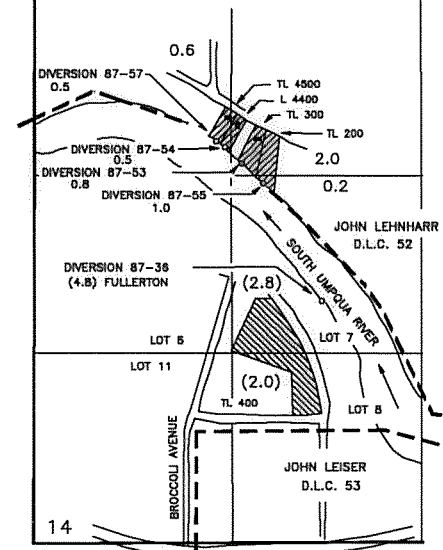 0.6
DIVERSION 87-57
0.5
TL 4500
L 4400
TL 300
TL 200
DIVERSION 87-54
0.5
2.0
DIVERSION 87-53
0.8
0.2
DIVERSION 87-55
1.0
JOHN LEHNHARR
D.L.C. 52
SOUTH UMPQUA RIVER
DIVERSION 87-36
(4.8) FULLERTON
(2.8)
LOT 6
LOT 7
LOT 11
(2.0)
TL 400
LOT 8
BROCCOLI AVENUE
JOHN LEISER
D.L.C. 53
14